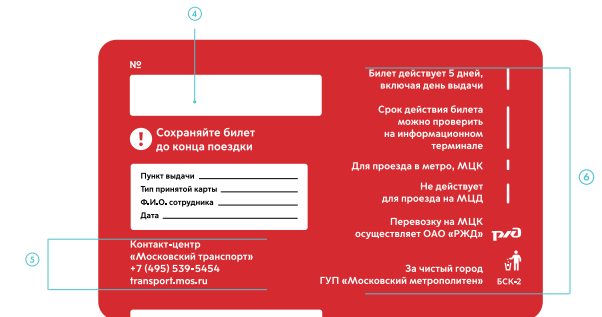 4
№
Сохраняйте билет
до конца поездки
Пункт выдачи
Тип принятой карты
Ф.И.О. сотрудника
Дата
5
Контакт-центр
«Московский транспорт»
+7 (495) 539-5454
transport.mos.ru
Билет действует 5 дней,
включая день выдачи
Срок действия билета
можно проверить
на информационном
терминале
Для проезда в метро, МЦК
Не действует
для проезда на МЦД
Перевозку на МЦК
осуществляет ОАО «РЖД»
ржд
За чистый город
ГУП «Московский метрополитен»
БСК-2
6